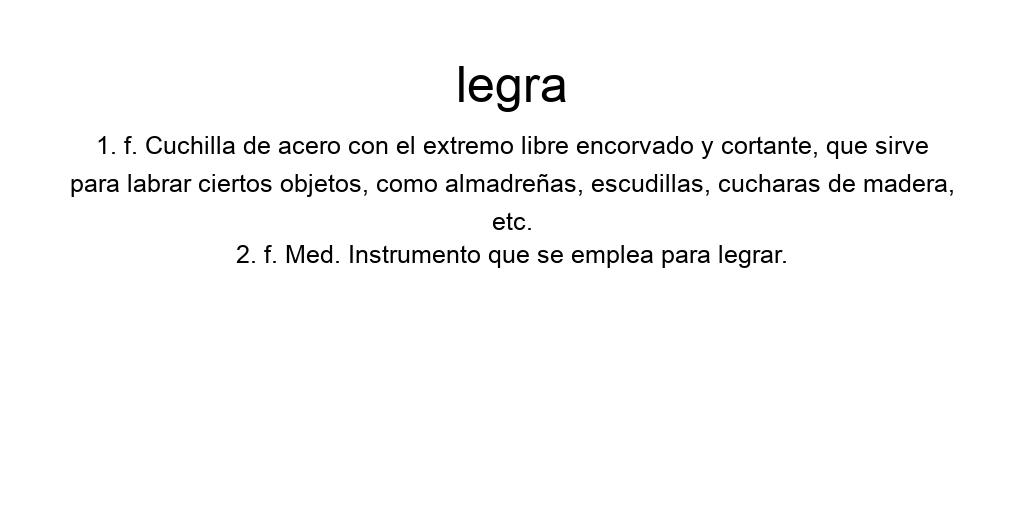 legra
1. f. Cuchilla de acero con el extremo libre encorvado y cortante, que sirve
para labrar ciertos objetos, como almadreñas, escudillas, cucharas de madera,
etc.
2. f. Med. Instrumento que se emplea para legrar.